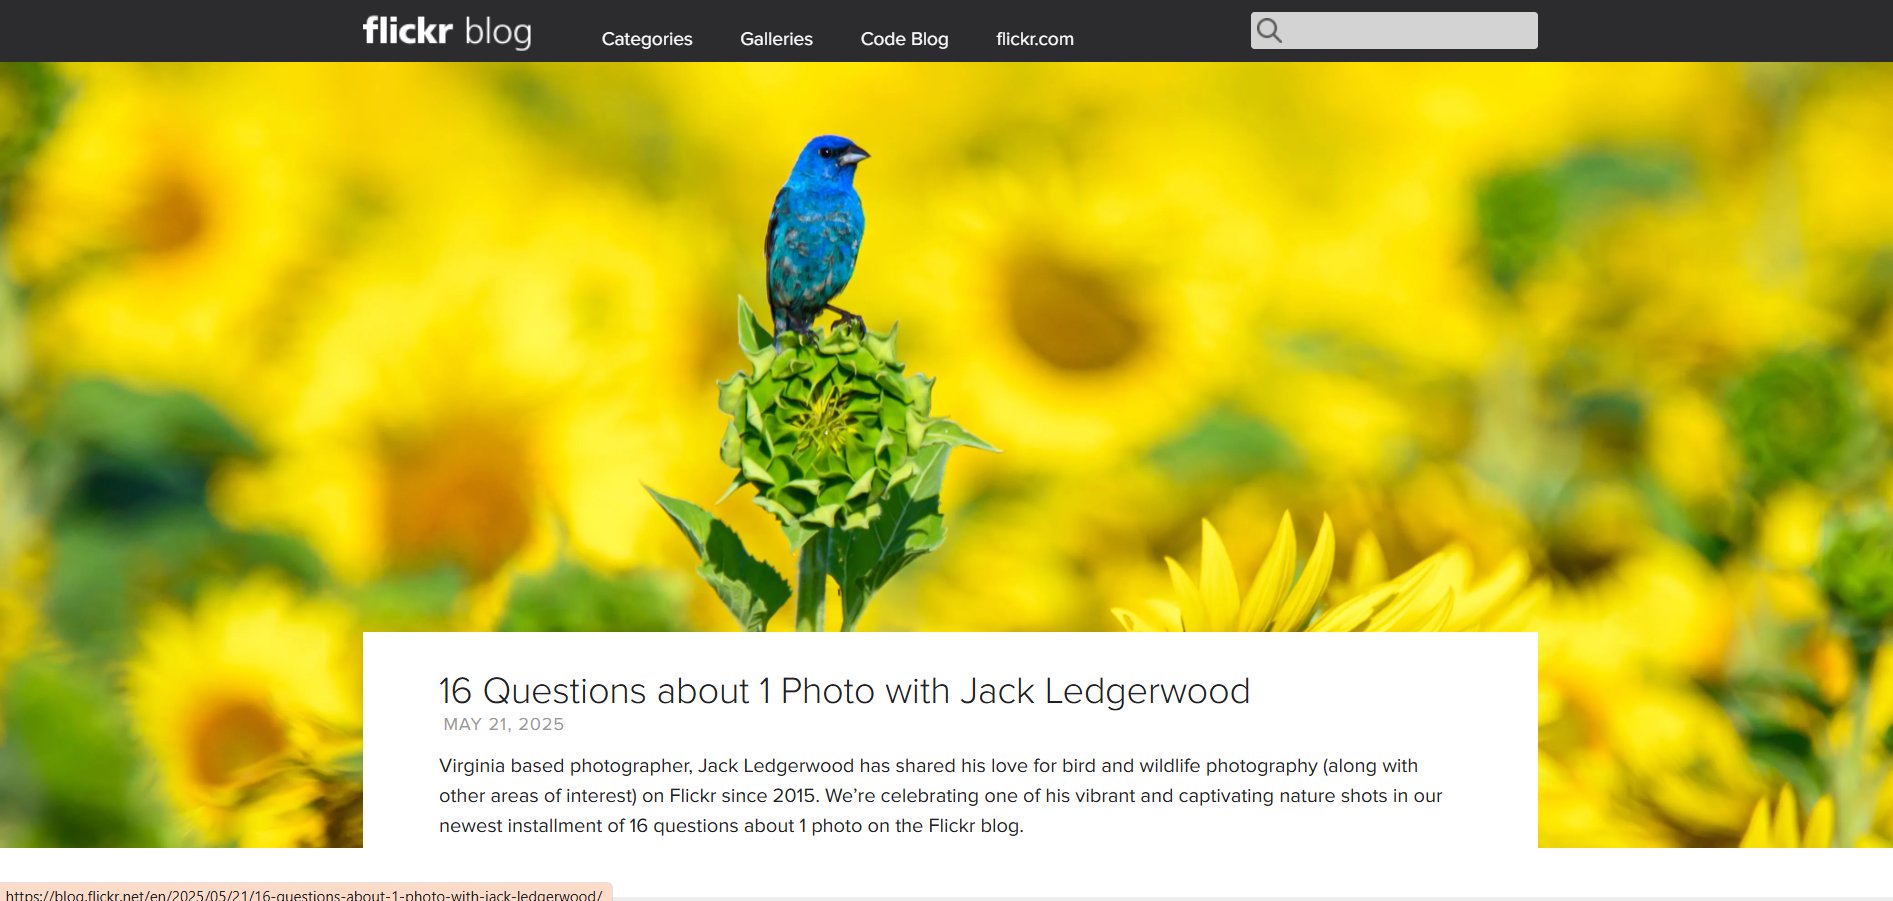 flickr blog
Categories
Galleries
Code Blog
flickr.com
16 Questions about 1 Photo with Jack Ledgerwood
MAY 21, 2025
Virginia based photographer, Jack Ledgerwood has shared his love for bird and wildlife photography (along with
other areas of interest) on Flickr since 2015. We’re celebrating one of his vibrant and captivating nature shots in our
newest installment of 16 questions about 1 photo on the Flickr blog.
https://blog.flickr.net/en/2025/05/21/16-questions-about-1-photo-with-jack-ledgerwood/